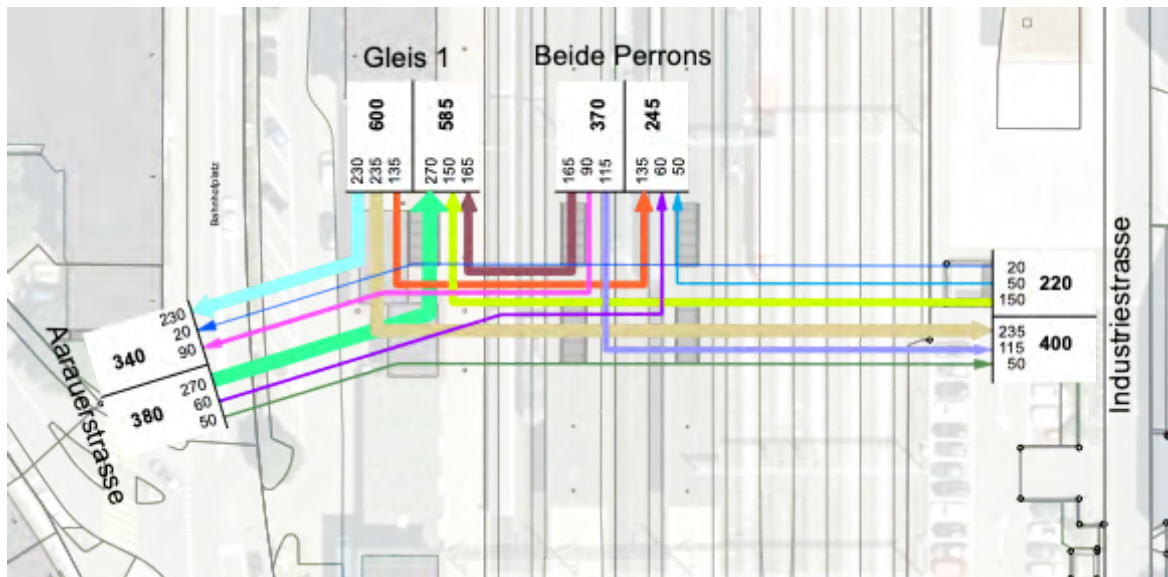 Gleis 1
Beide Perrons
600 585
230 235 135 270 150 165
370 245
165 90 115 135 60 50
Bahnhofplatz
Aarauerstrasse
340
230
20
90
380
270
60
50
20
50
150
220
235
115
50
400
Industriestrasse